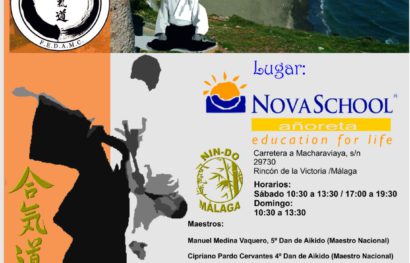 氣
道
F.E.D.A.M.C
Lugar:
NOVASCHOOL
añoreta
education for life
NIN-DO
MÁLAGA
Carretera a Macharaviaya, s/n
29730
Rincón de la Victoria /Málaga
Horarios:
Sábado 10:30 a 13:30 / 17:00 a 19:30
Domingo:
10:30 a 13:30
合
氣
道
Maestros:
Manuel Medina Vaquero, 5º Dan de Aikido (Maestro Nacional)
Cipriano Pardo Cervantes 4º Dan de Aikido (Maestro Nacional)